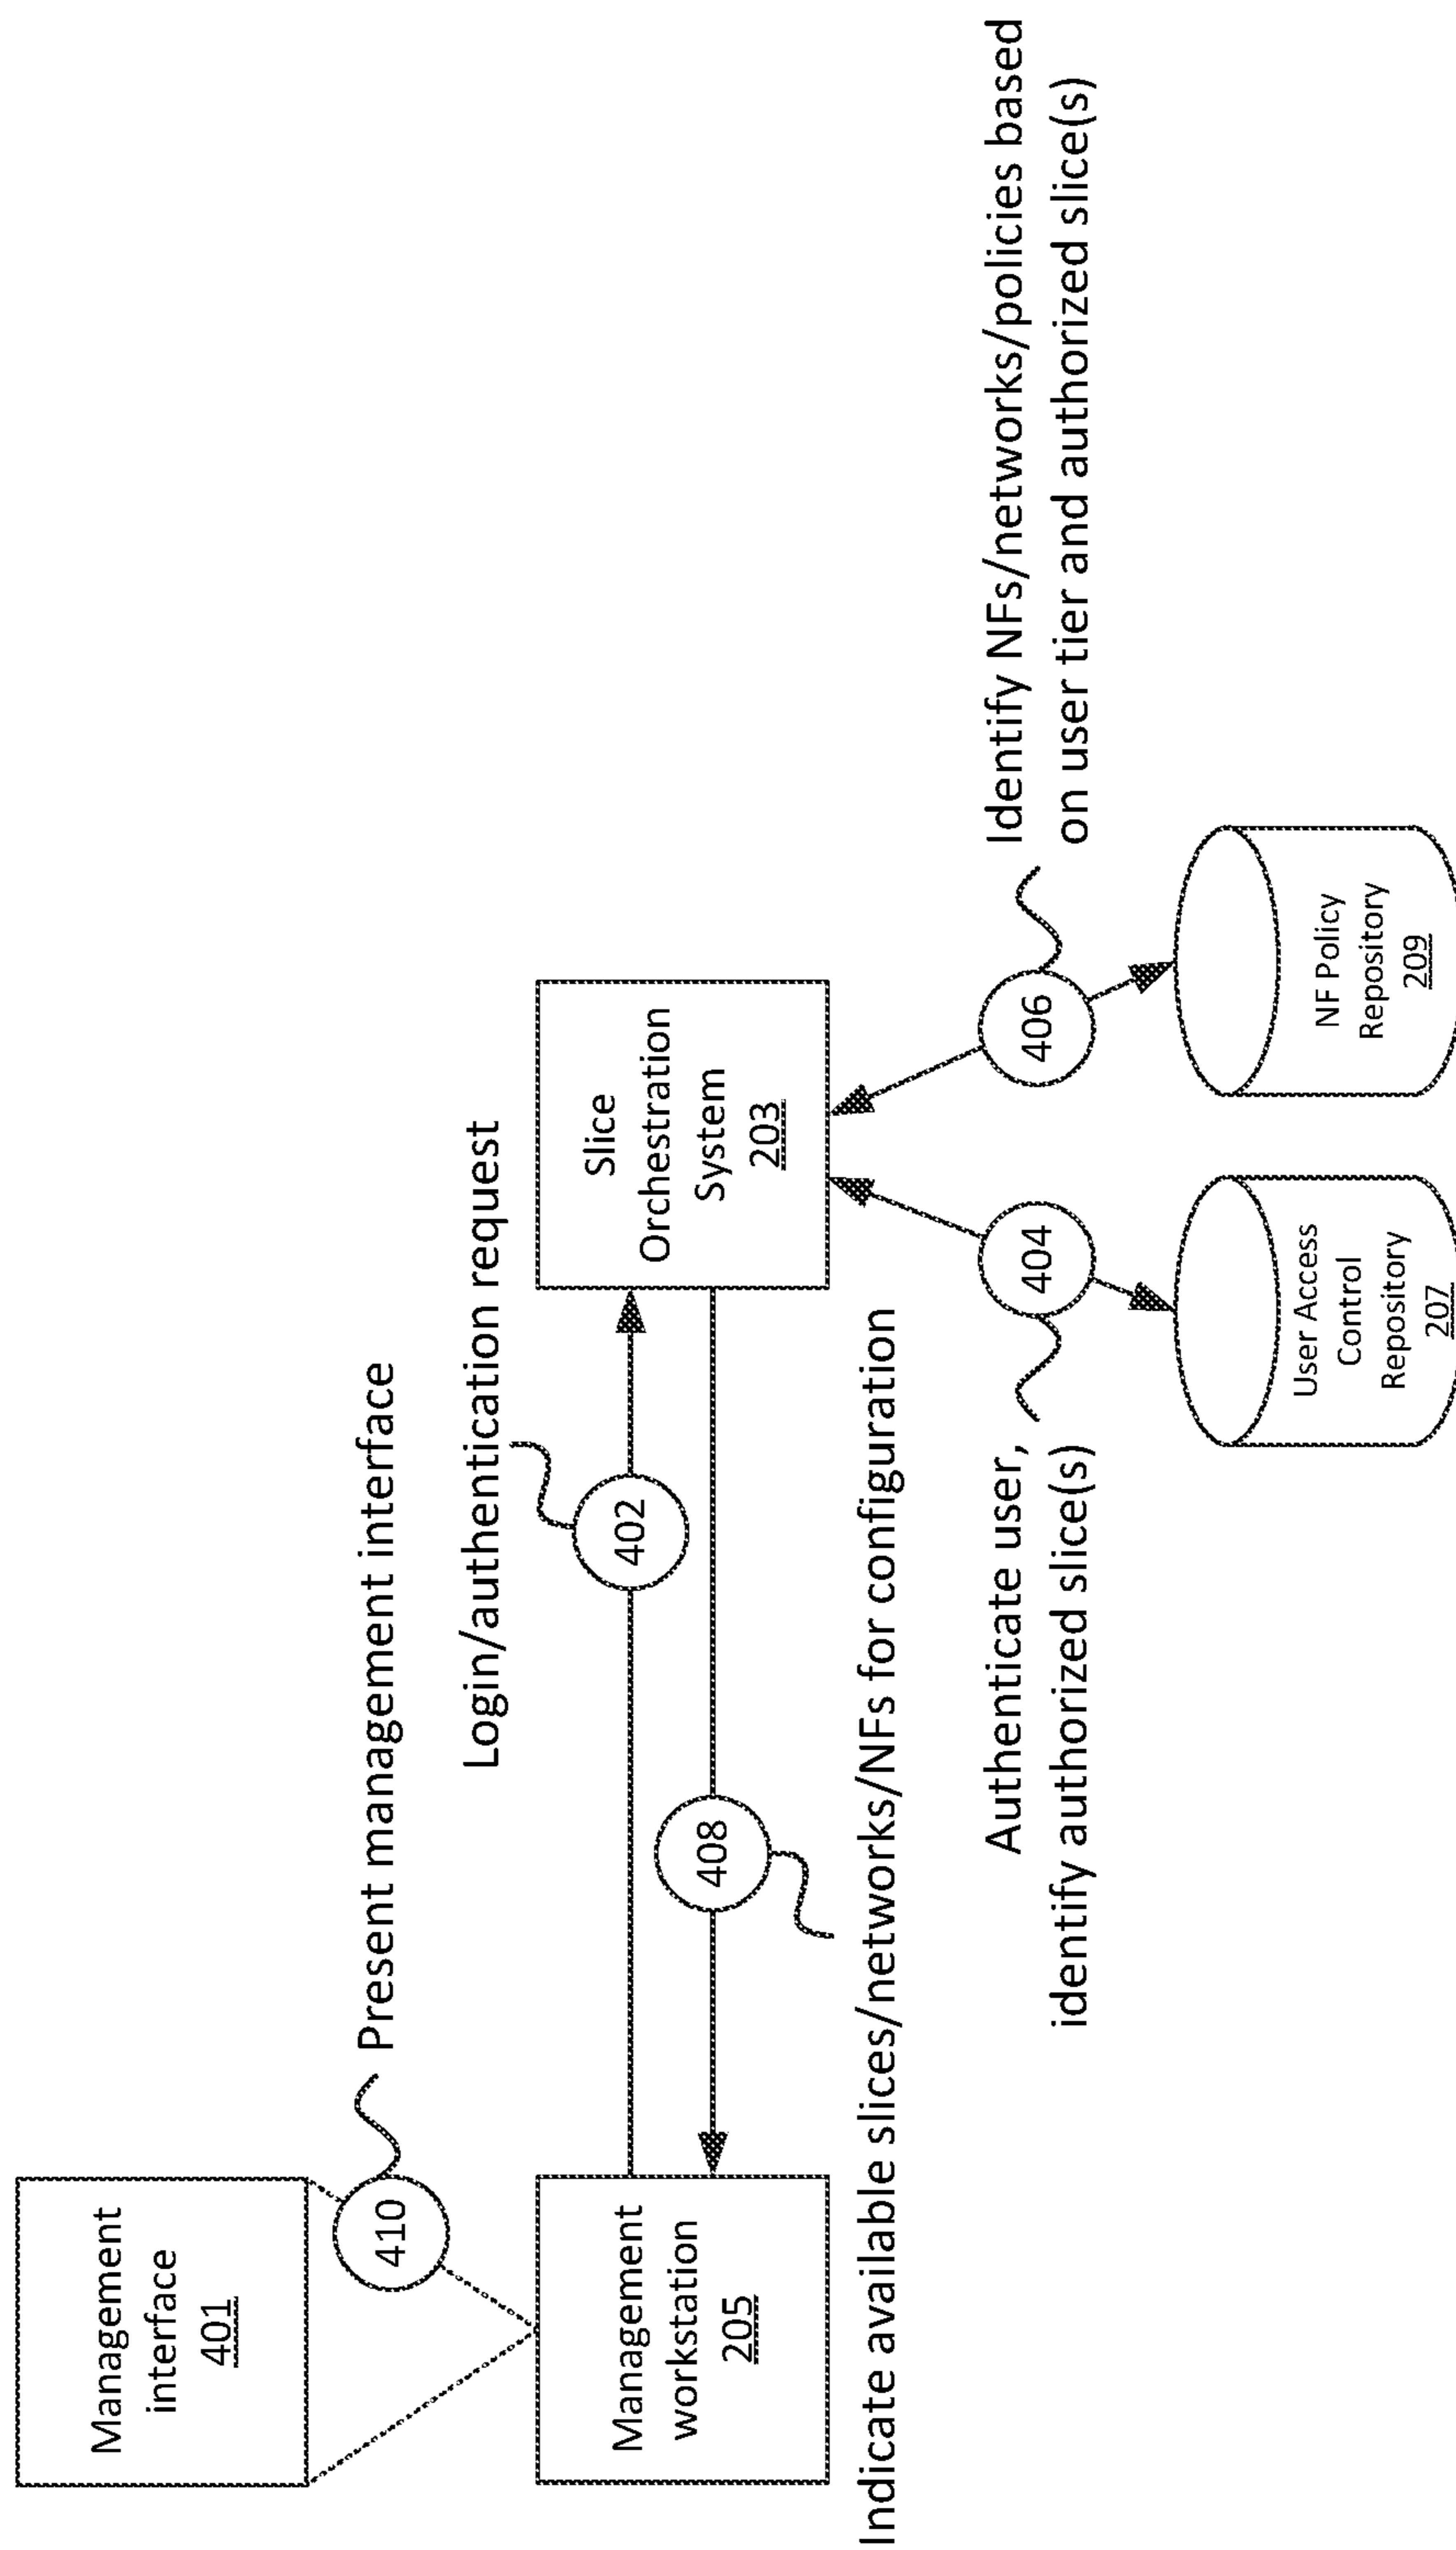 Management
interface
401
410
Present management interface
Login/authentication request
Management
workstation
205
402
408
Slice
Orchestration
System
203
Indicate available slices/networks/NFs for configuration
Authenticate user,
identify authorized slice(s)
404
406
Identify NFs/networks/policies based
on user tier and authorized slice(s)
User Access
Control
Repository
207
NF Policy
Repository
209